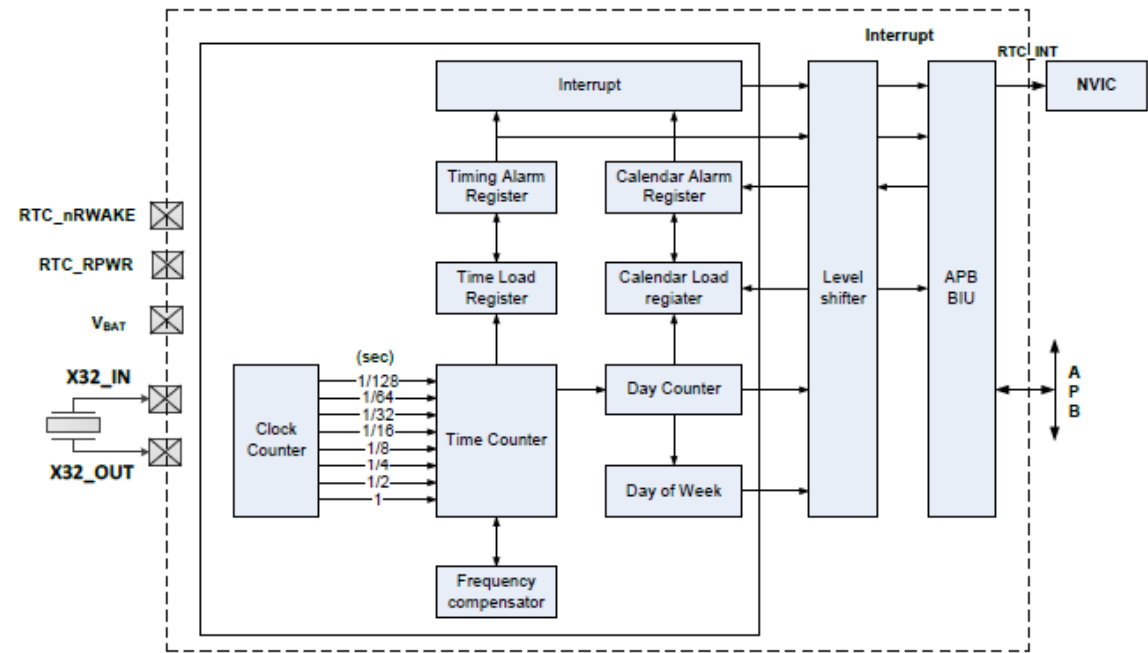 Interrupt
RTC_INT
NVIC
Interrupt
Timing Alarm
Register
Calendar Alarm
Register
RTC_nRWAKE
RTC_RPWR
VBAT
X32_IN
X32_OUT
Time Load
Register
Calendar Load
regiater
Level
shifter
APB
BIU
(sec)
1/128
1/64
1/32
1/16
1/8
1/4
1/2
1
Clock
Counter
Time Counter
Day Counter
Day of Week
Frequency
compensator
A
P
B